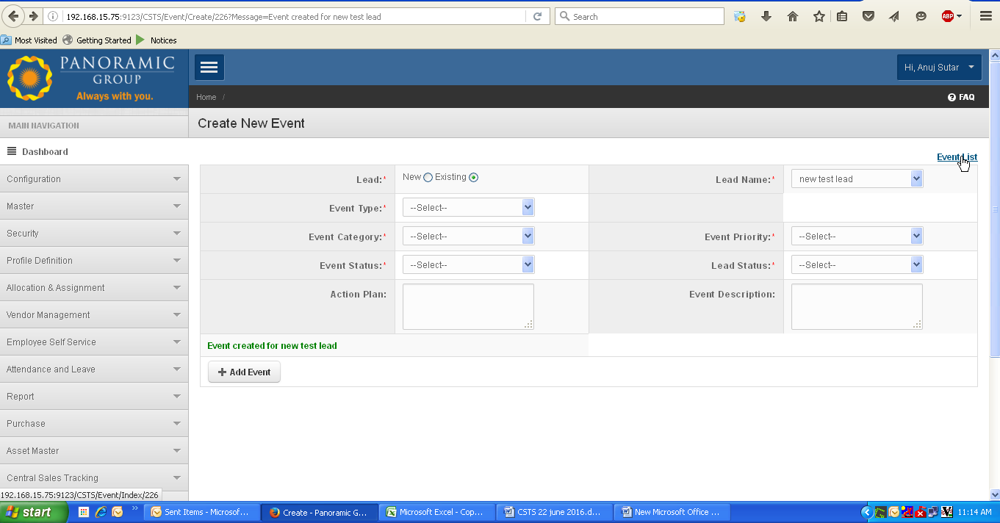 192.168.15.75:9123/CSTS/Event/Create/226?Message=Event created for new test lead
Search
ABP
Most Visited Getting Started Notices
PANORAMIC
GROUP
Always with you.
Hi, Anuj Sutar
Home /
? FAQ
MAIN NAVIGATION
Create New Event
Dashboard
Event List
Configuration
Master
Security
Profile Definition
Allocation & Assignment
Vendor Management
Employee Self Service
Attendance and Leave
Report
Purchase
Asset Master
Central Sales Tracking
Lead:* New Existing
Lead Name:* new test lead
Event Type:* --Select--
Event Category:* --Select--
Event Priority:* --Select--
Event Status:* --Select--
Lead Status:* --Select--
Action Plan:
Event Description:
Event created for new test lead
+ Add Event
192.168.15.75:9123/CSTS/Event/Index/226
start
Sent Items - Microsof...
Create - Panoramic G...
Microsoft Excel - Cop...
CSTS 22 june 2016.d...
New Microsoft Office ...
11:14 AM